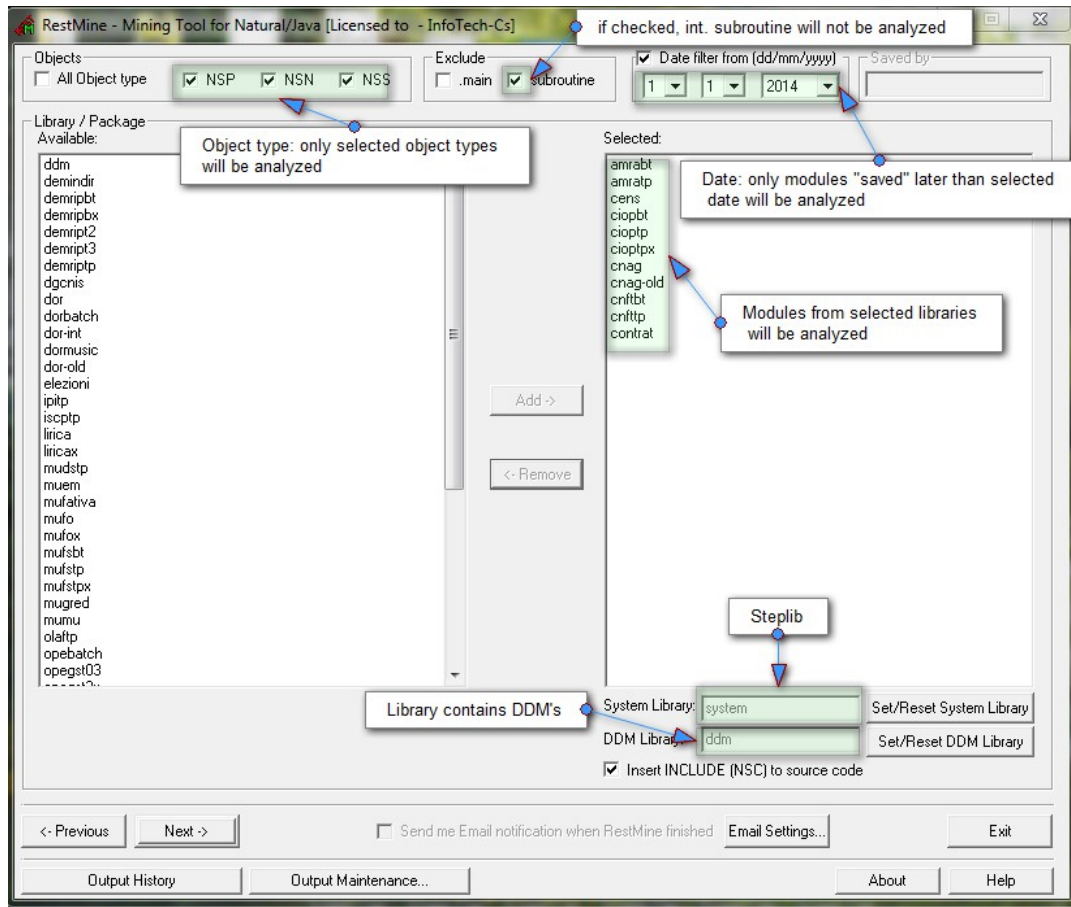 RestMine - Mining Tool for Natural/Java [Licensed to - InfoTech-Cs]
if checked, int. subroutine will not be analyzed
Objects
All Object type
NSP
NSN
NSS
Exclude
.main
subroutine
Date filter from (dd/mm/yyyy)
1
1
2014
Saved by
Object type: only selected object types
will be analyzed
Date: only modules "saved" later than selected
date will be analyzed
Library / Package
Available:
ddm
demindir
demripbt
demripbx
demript2
demript3
demriptp
dgcnis
dor
dorbatch
dor-int
dormusic
dor-old
elezioni
ipitp
iscptp
lirica
liricax
mudstp
muem
mufativa
mufo
mufox
mufsbt
mufstp
mufstpx
mugred
mumu
olaftp
opebatch
opegst03
Add ->
<- Remove
Selected:
amrabt
amratp
cens
ciopbt
cioptp
cioptpx
cnag
cnag-old
cnftbt
cnfttp
contrat
Modules from selected libraries
will be analyzed
Steplib
Library contains DDM's
System Library:
system
Set/Reset System Library
DDM Library:
ddm
Set/Reset DDM Library
Insert INCLUDE (NSC) to source code
<- Previous
Next ->
Send me Email notification when RestMine finished
Email Settings...
Exit
Output History
Output Maintenance...
About
Help